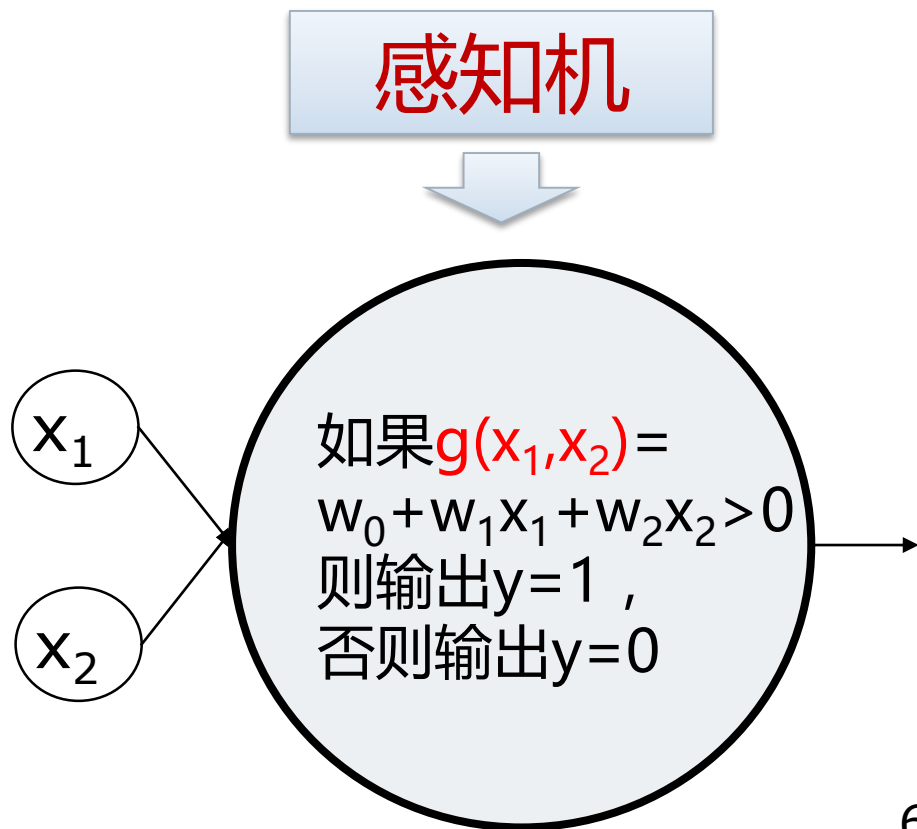 感知机
x₁
x₂
如果g(x₁,x₂)=
w₀+w₁x₁+w₂x₂>0
则输出y=1，
否则输出y=0